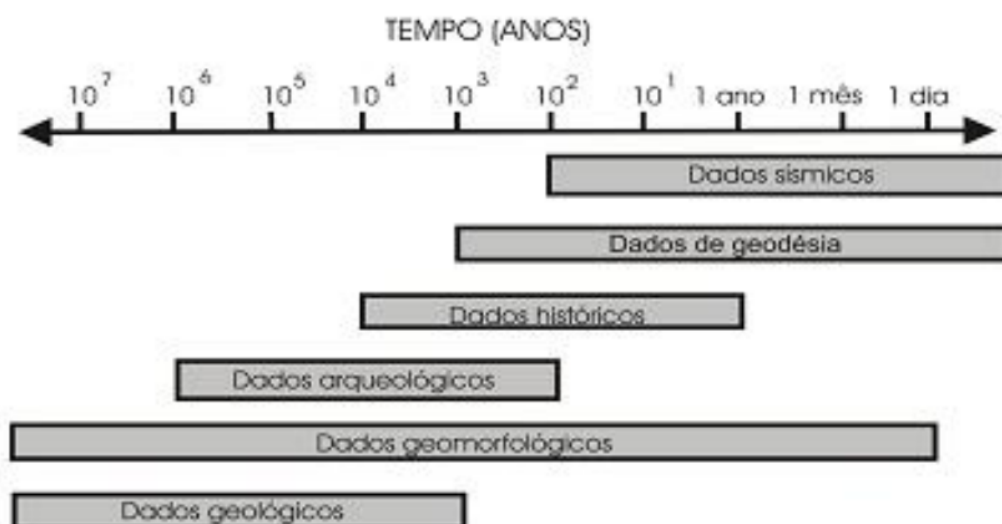 TEMPO (ANOS)
10⁷ 10⁶ 10⁵ 10⁴ 10³ 10² 10¹ 1 ano 1 mês 1 dia
Dados sísmicos
Dados de geodésia
Dados históricos
Dados arqueológicos
Dados geomorfológicos
Dados geológicos